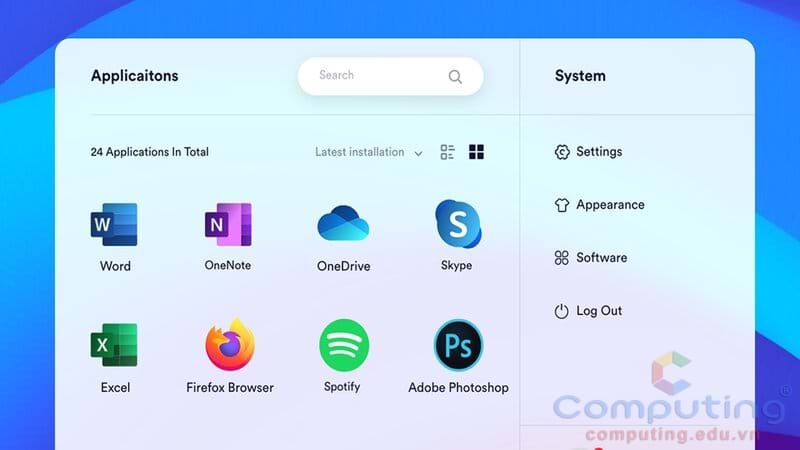 Applicaitons
Search
System
24 Applications In Total
Latest installation
Settings
Appearance
Software
Log Out
W
N
S
Word
OneNote
OneDrive
Skype
X
Ps
Excel
Firefox Browser
Spotify
Adobe Photoshop
Computing®
computing.edu.vn